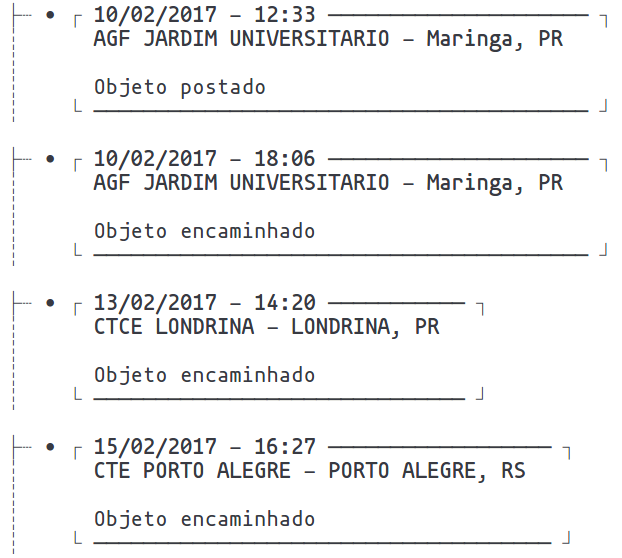 10/02/2017 - 12:33
AGF JARDIM UNIVERSITARIO - Maringa, PR
Objeto postado
10/02/2017 - 18:06
AGF JARDIM UNIVERSITARIO - Maringa, PR
Objeto encaminhado
13/02/2017 - 14:20
CTCE LONDRINA - LONDRINA, PR
Objeto encaminhado
15/02/2017 - 16:27
CTE PORTO ALEGRE - PORTO ALEGRE, RS
Objeto encaminhado